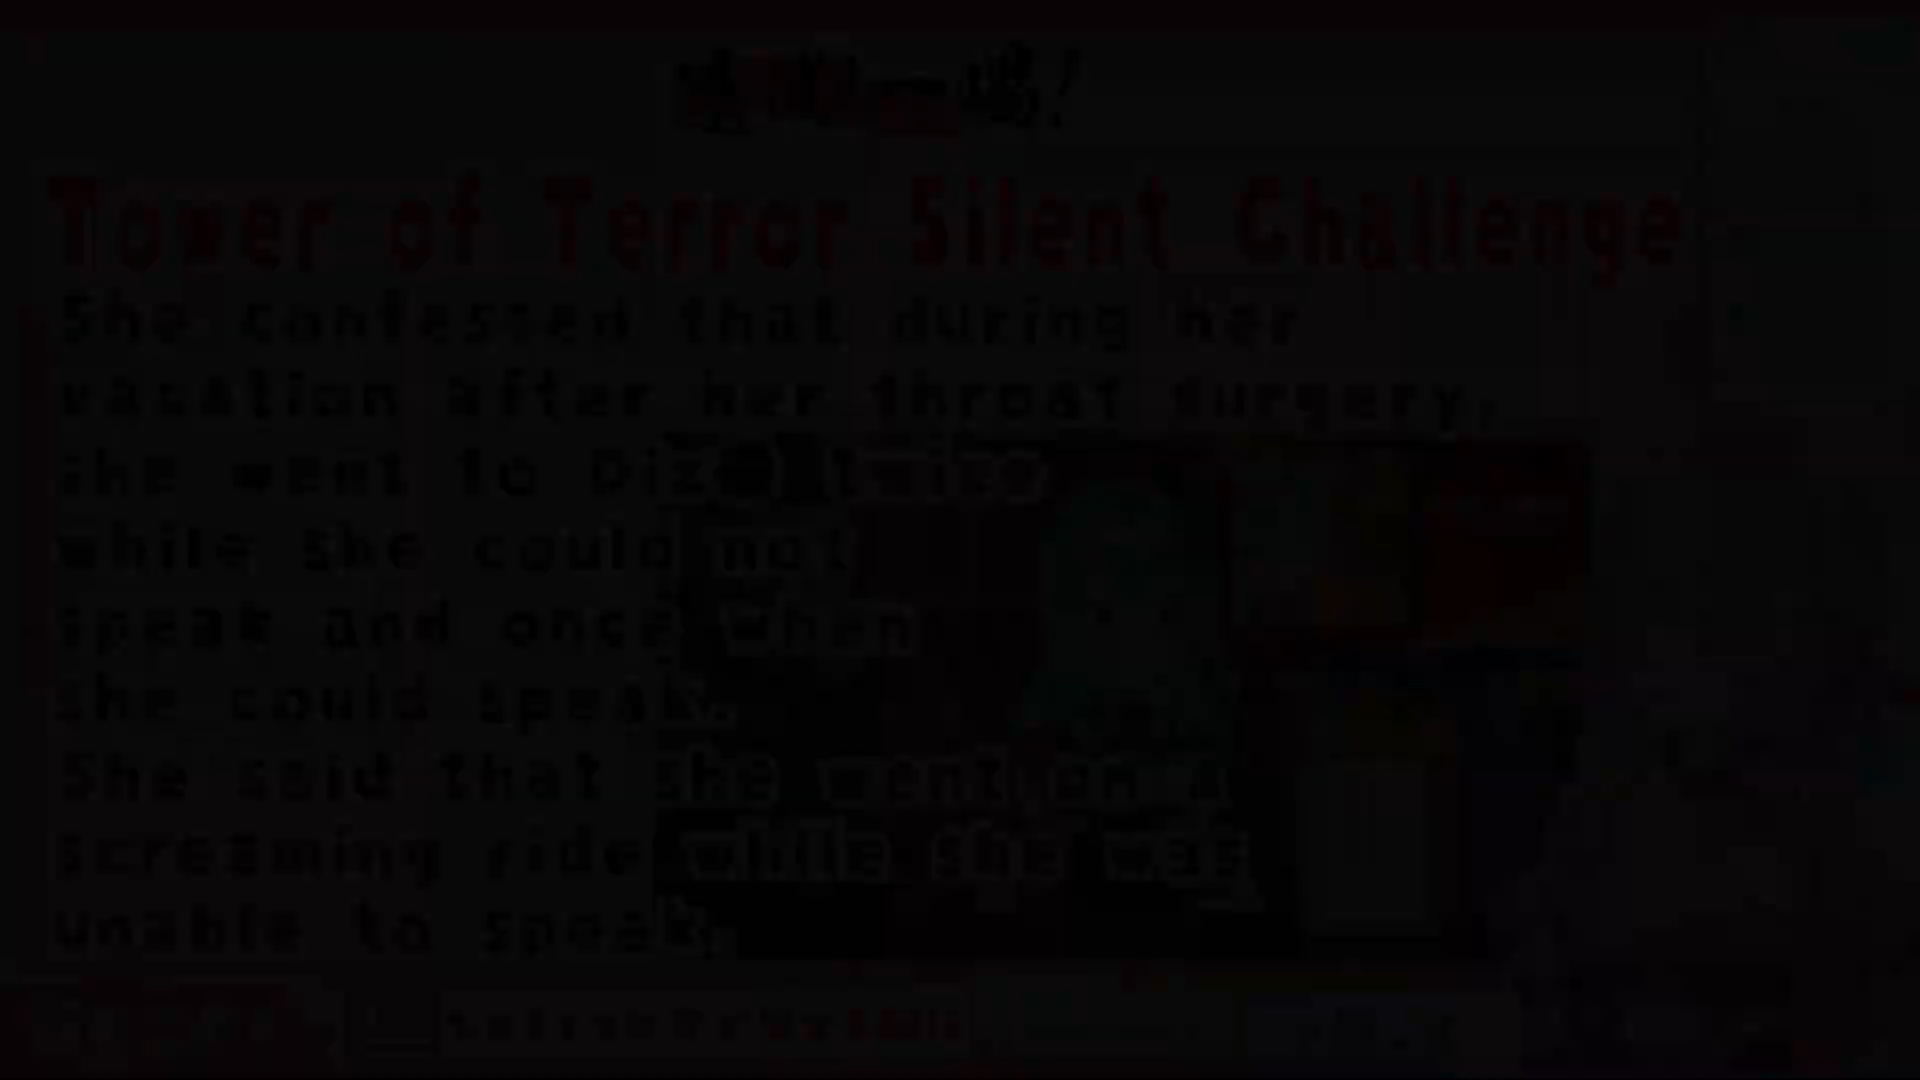 Tower of Terror Silent Challenge
She confessed that during her
vacation after her throat surgery,
she went to Diz twice
while she could not
speak and once when
she could speak.
She said that she went on a
screaming ride while she was
unable to speak.